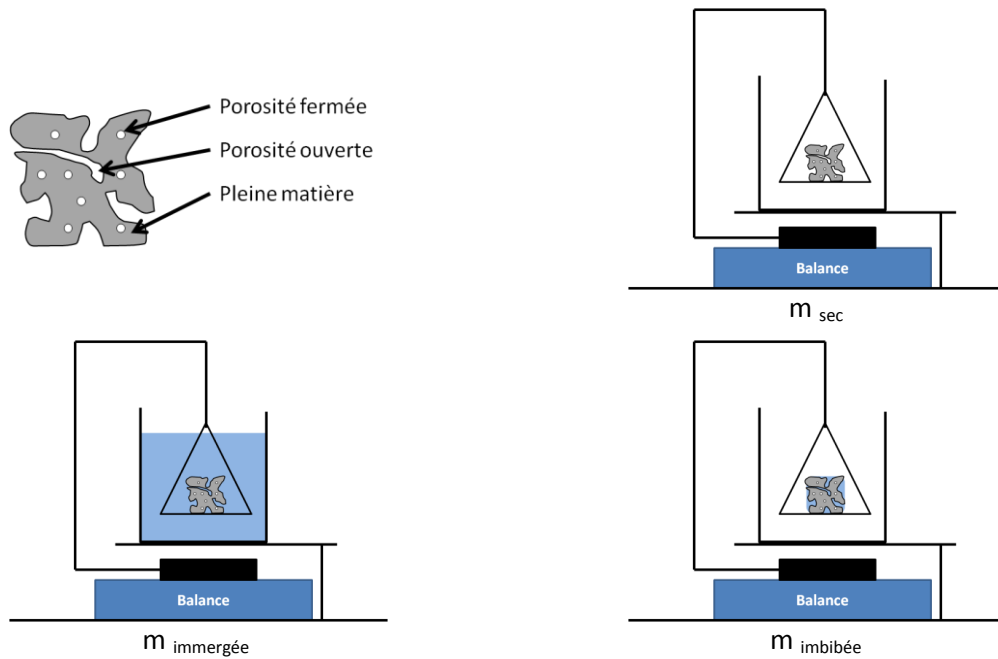 Porosité fermée
Porosité ouverte
Pleine matière
Balance
m sec
Balance
m immergée
Balance
m imbibée